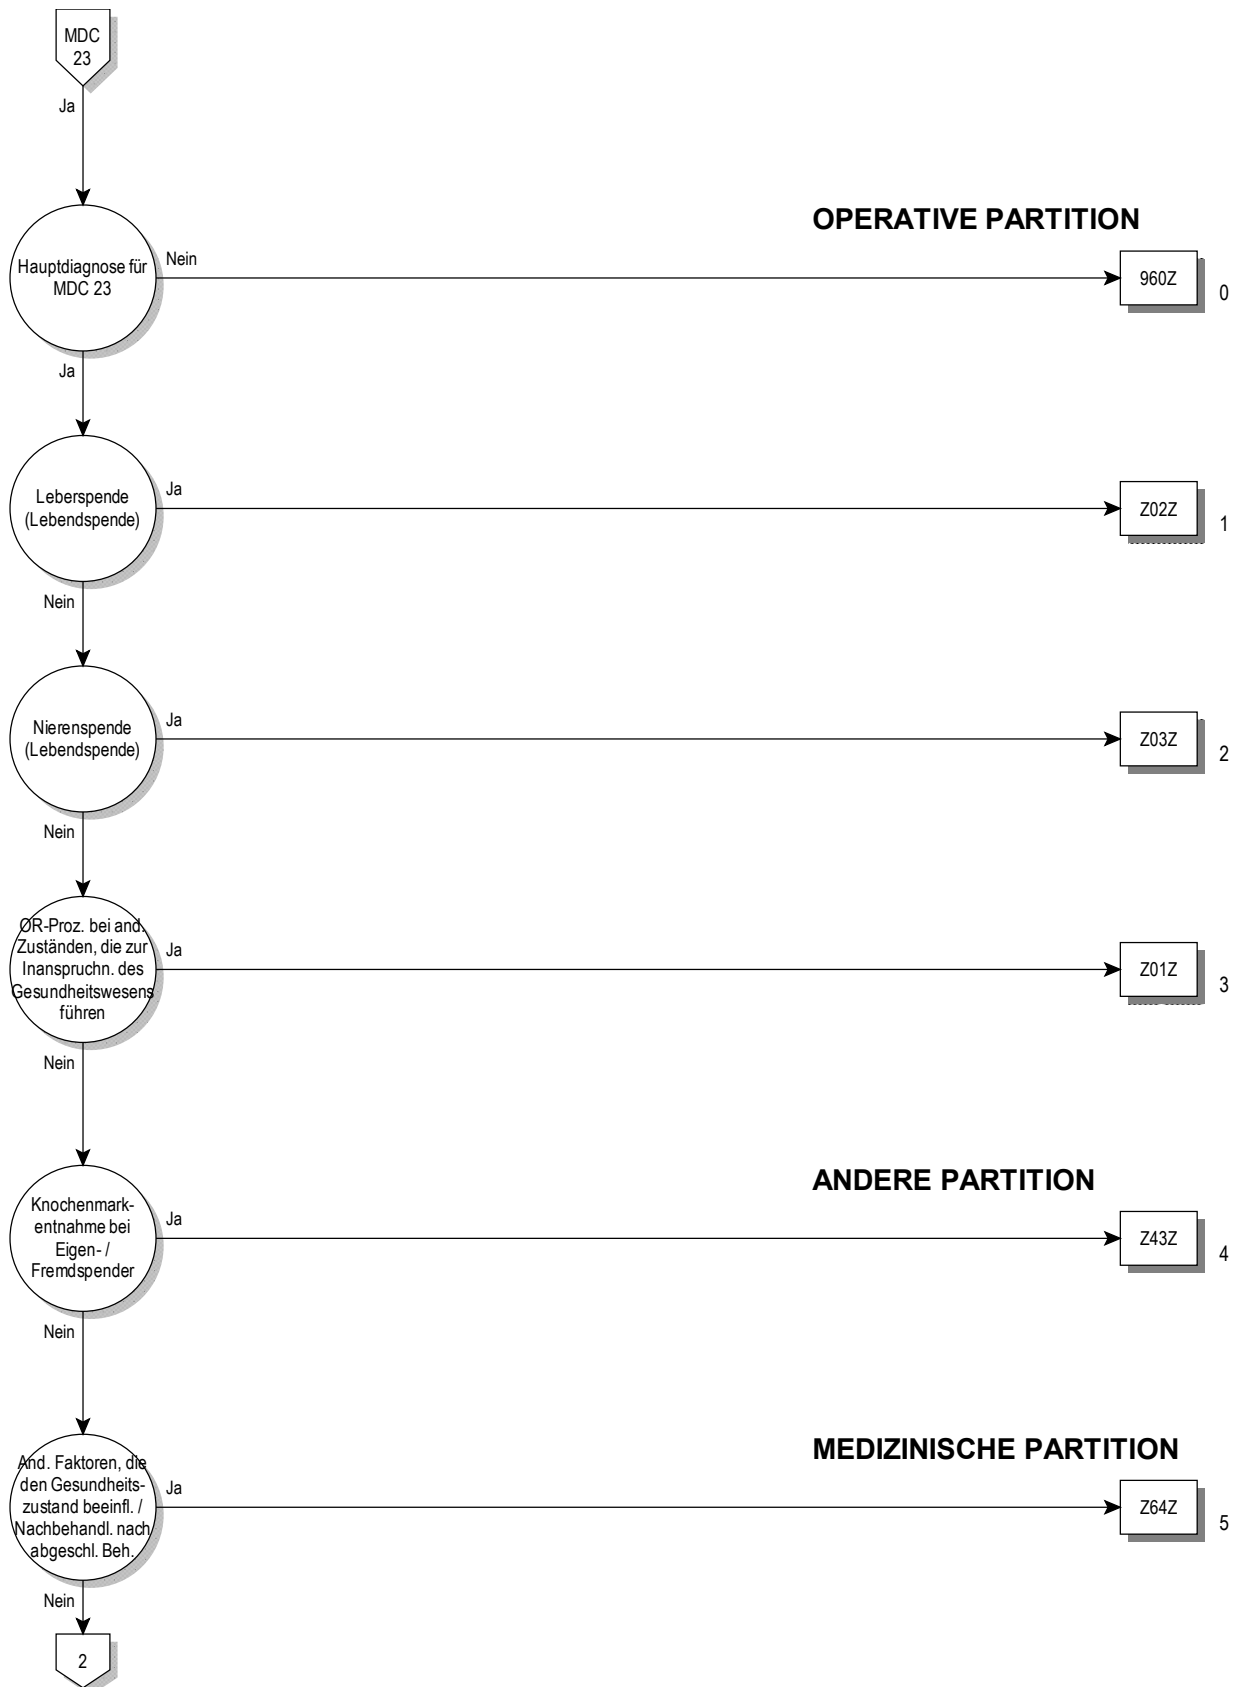 MDC
23
Ja
OPERATIVE PARTITION
Hauptdiagnose für
MDC 23
Nein
960Z
0
Ja
Leberspende
(Lebendspende)
Ja
Z02Z
1
Nein
Nierenspende
(Lebendspende)
Ja
Z03Z
2
Nein
OR-Proz. bei and.
Zuständen, die zur
Inanspruchn. des
Gesundheitswesens
führen
Ja
Z01Z
3
Nein
ANDERE PARTITION
Knochenmark-
entnahme bei
Eigen- /
Fremdspender
Ja
Z43Z
4
Nein
MEDIZINISCHE PARTITION
And. Faktoren, die
den Gesundheits-
zustand beeinfl. /
Nachbehandl. nach
abgeschl. Beh.
Ja
Z64Z
5
Nein
2